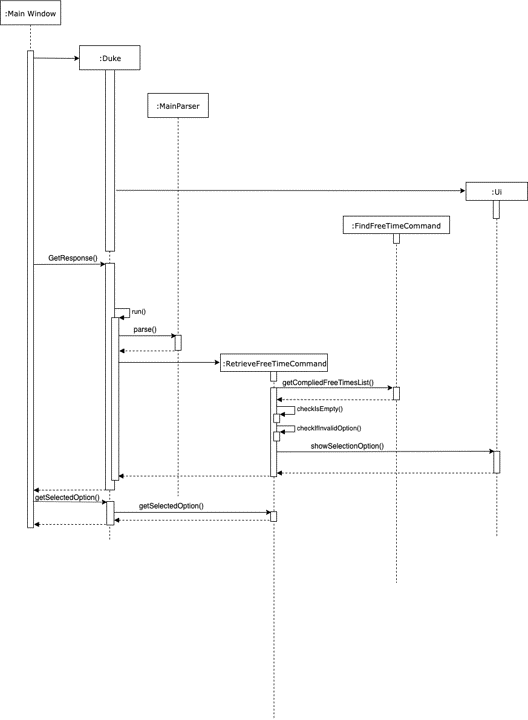 :Main Window
:Duke
:MainParser
:Ui
:FindFreeTimeCommand
GetResponse()
run()
parse()
:RetrieveFreeTimeCommand
getCompliedFreeTimesList()
checkIsEmpty()
checkIfInvalidOption()
showSelectionOption()
getSelectedOption()
getSelectedOption()